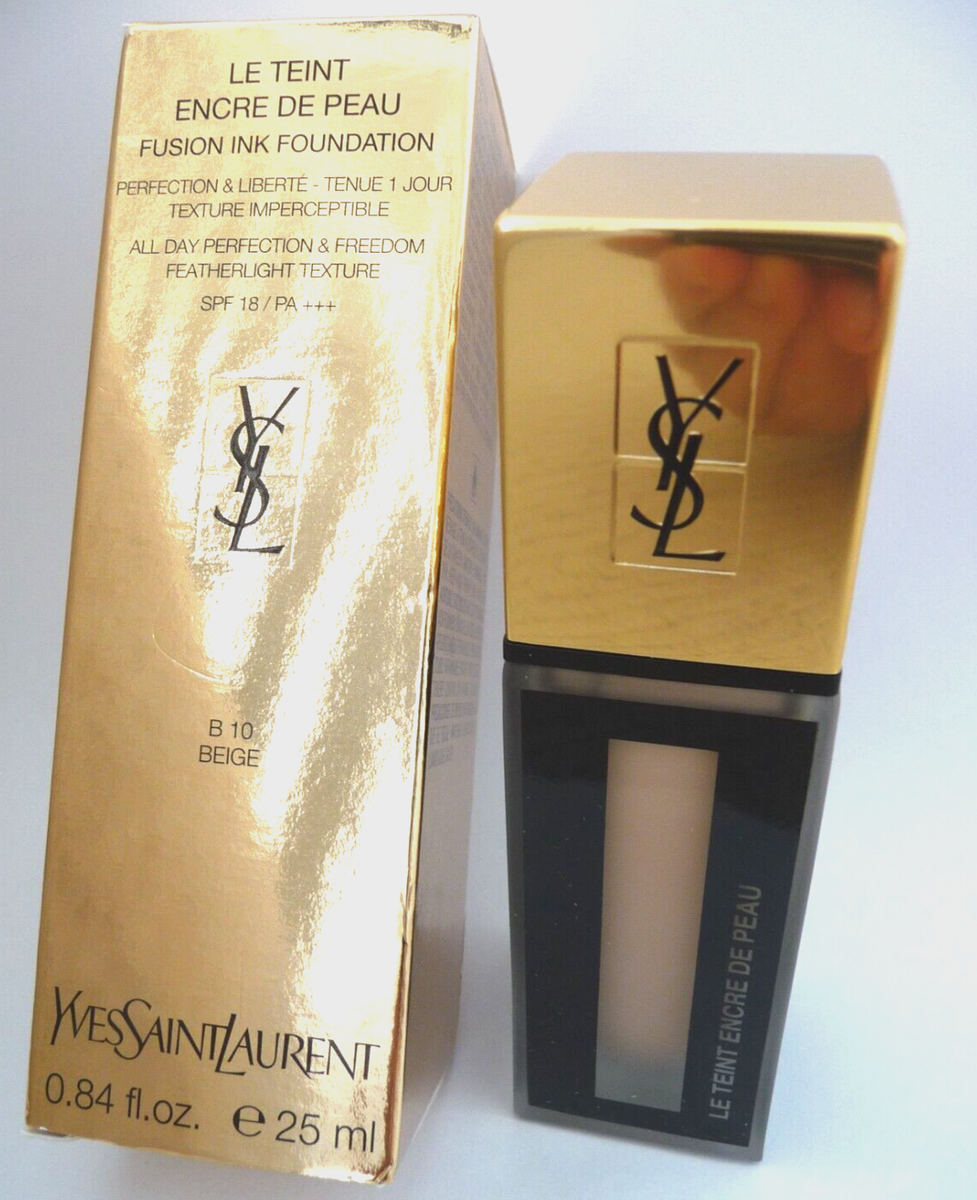 LE TEINT
ENCRE DE PEAU
FUSION INK FOUNDATION
PERFECTION & LIBERTÉ - TENUE 1 JOUR
TEXTURE IMPERCEPTIBLE
ALL DAY PERFECTION & FREEDOM
FEATHERLIGHT TEXTURE
SPF 18 / PA +++
YSL
B 10
BEIGE
YVESSAINTLAURENT
0.84 fl.oz. e 25 ml
YSL
LE TEINT ENCRE DE PEAU